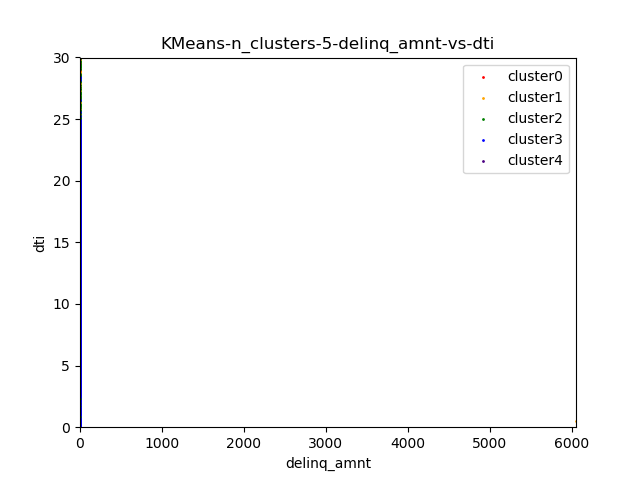 KMeans-n_clusters-5-delinq_amnt-vs-dti
30
25
20
15
10
5
0
dti
cluster0
cluster1
cluster2
cluster3
cluster4
0 1000 2000 3000 4000 5000 6000
delinq_amnt